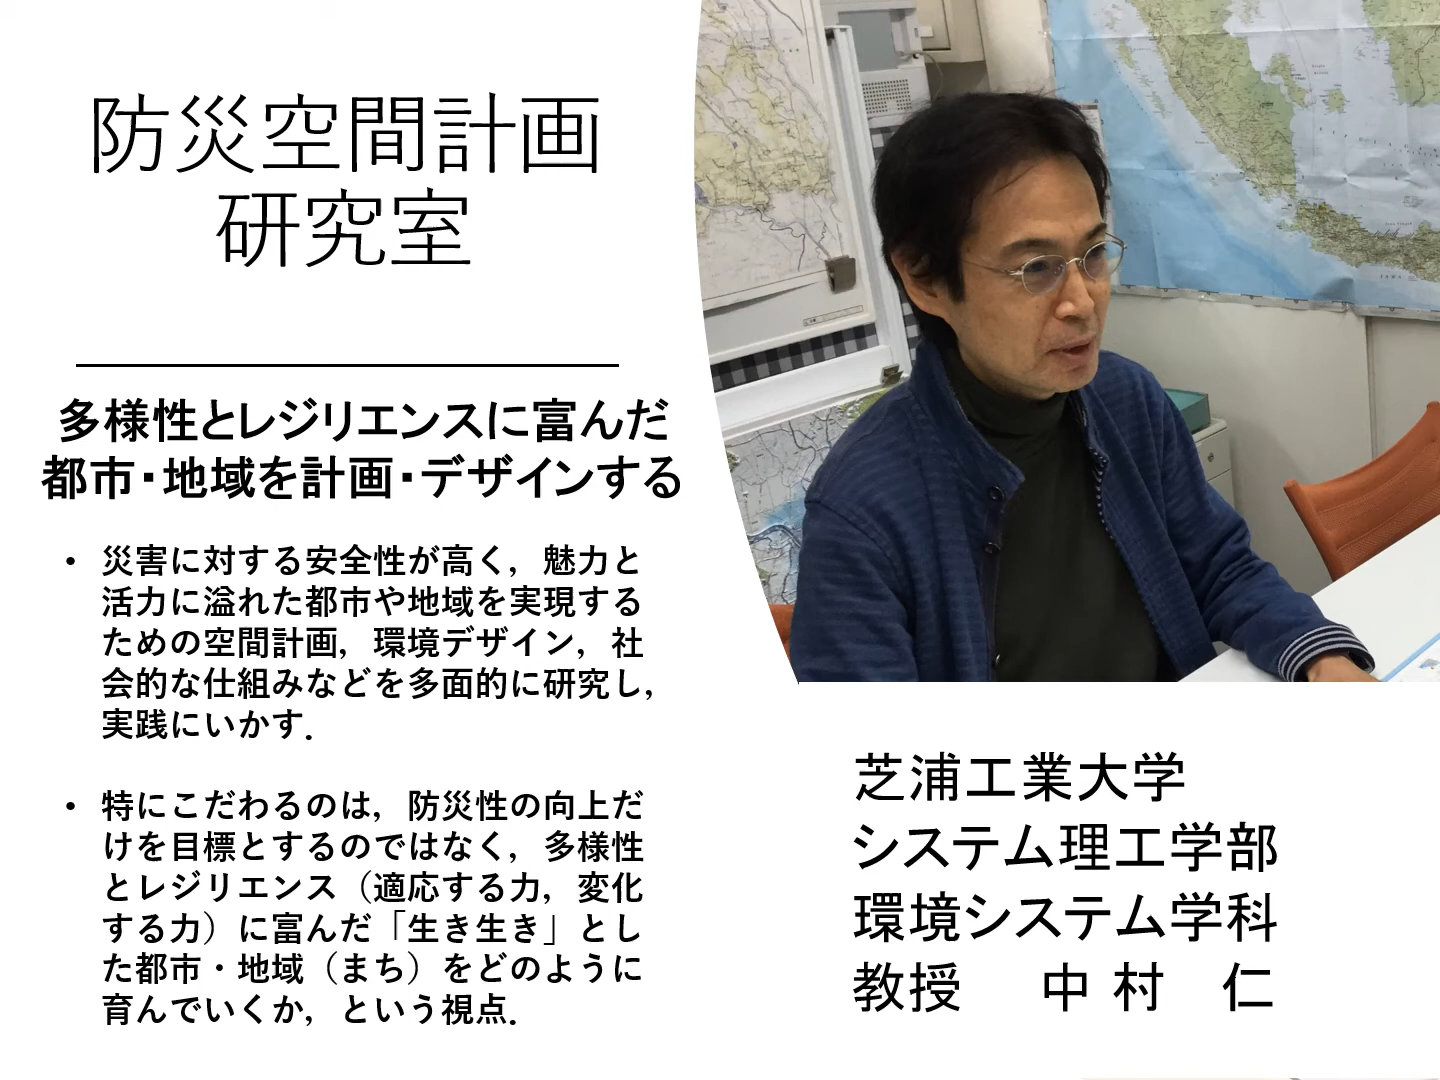 防災空間計画
研究室
多様性とレジリエンスに富んだ
都市・地域を計画・デザインする
• 災害に対する安全性が高く，魅力と
活力に溢れた都市や地域を実現する
ための空間計画，環境デザイン，社
会的な仕組みなどを多面的に研究し，
実践にいかす．
• 特にこだわるのは，防災性の向上だ
けを目標とするのではなく，多様性
とレジリエンス（適応する力，変化
する力）に富んだ「生き生き」とし
た都市・地域（まち）をどのように
育んでいくか，という視点．
芝浦工業大学
システム理工学部
環境システム学科
教授　中 村　仁